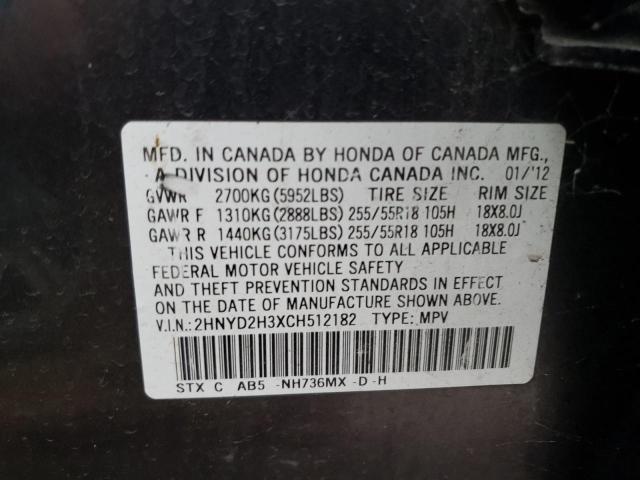 MFD. IN CANADA BY HONDA OF CANADA MFG.,
A DIVISION OF HONDA CANADA INC. 01/'12
GVWR 2700KG (5952LBS) TIRE SIZE RIM SIZE
GAWR F 1310KG (2888LBS) 255/55R18 105H 18X8.0J
GAWR R 1440KG (3175LBS) 255/55R18 105H 18X8.0J
THIS VEHICLE CONFORMS TO ALL APPLICABLE
FEDERAL MOTOR VEHICLE SAFETY
AND THEFT PREVENTION STANDARDS IN EFFECT
ON THE DATE OF MANUFACTURE SHOWN ABOVE.
V.I.N.: 2HNYD2H3XCH512182 TYPE: MPV
STX C AB5 -NH736MX -D -H